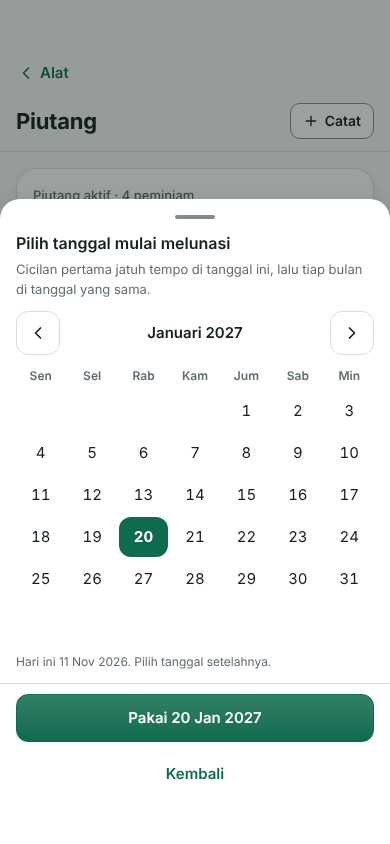 Alat
Piutang
Catat
Piutang aktif · 4 peminjam
Pilih tanggal mulai melunasi
Cicilan pertama jatuh tempo di tanggal ini, lalu tiap bulan
di tanggal yang sama.
Januari 2027
Sen Sel Rab Kam Jum Sab Min
1 2 3
4 5 6 7 8 9 10
11 12 13 14 15 16 17
18 19 20 21 22 23 24
25 26 27 28 29 30 31
Hari ini 11 Nov 2026. Pilih tanggal setelahnya.
Pakai 20 Jan 2027
Kembali